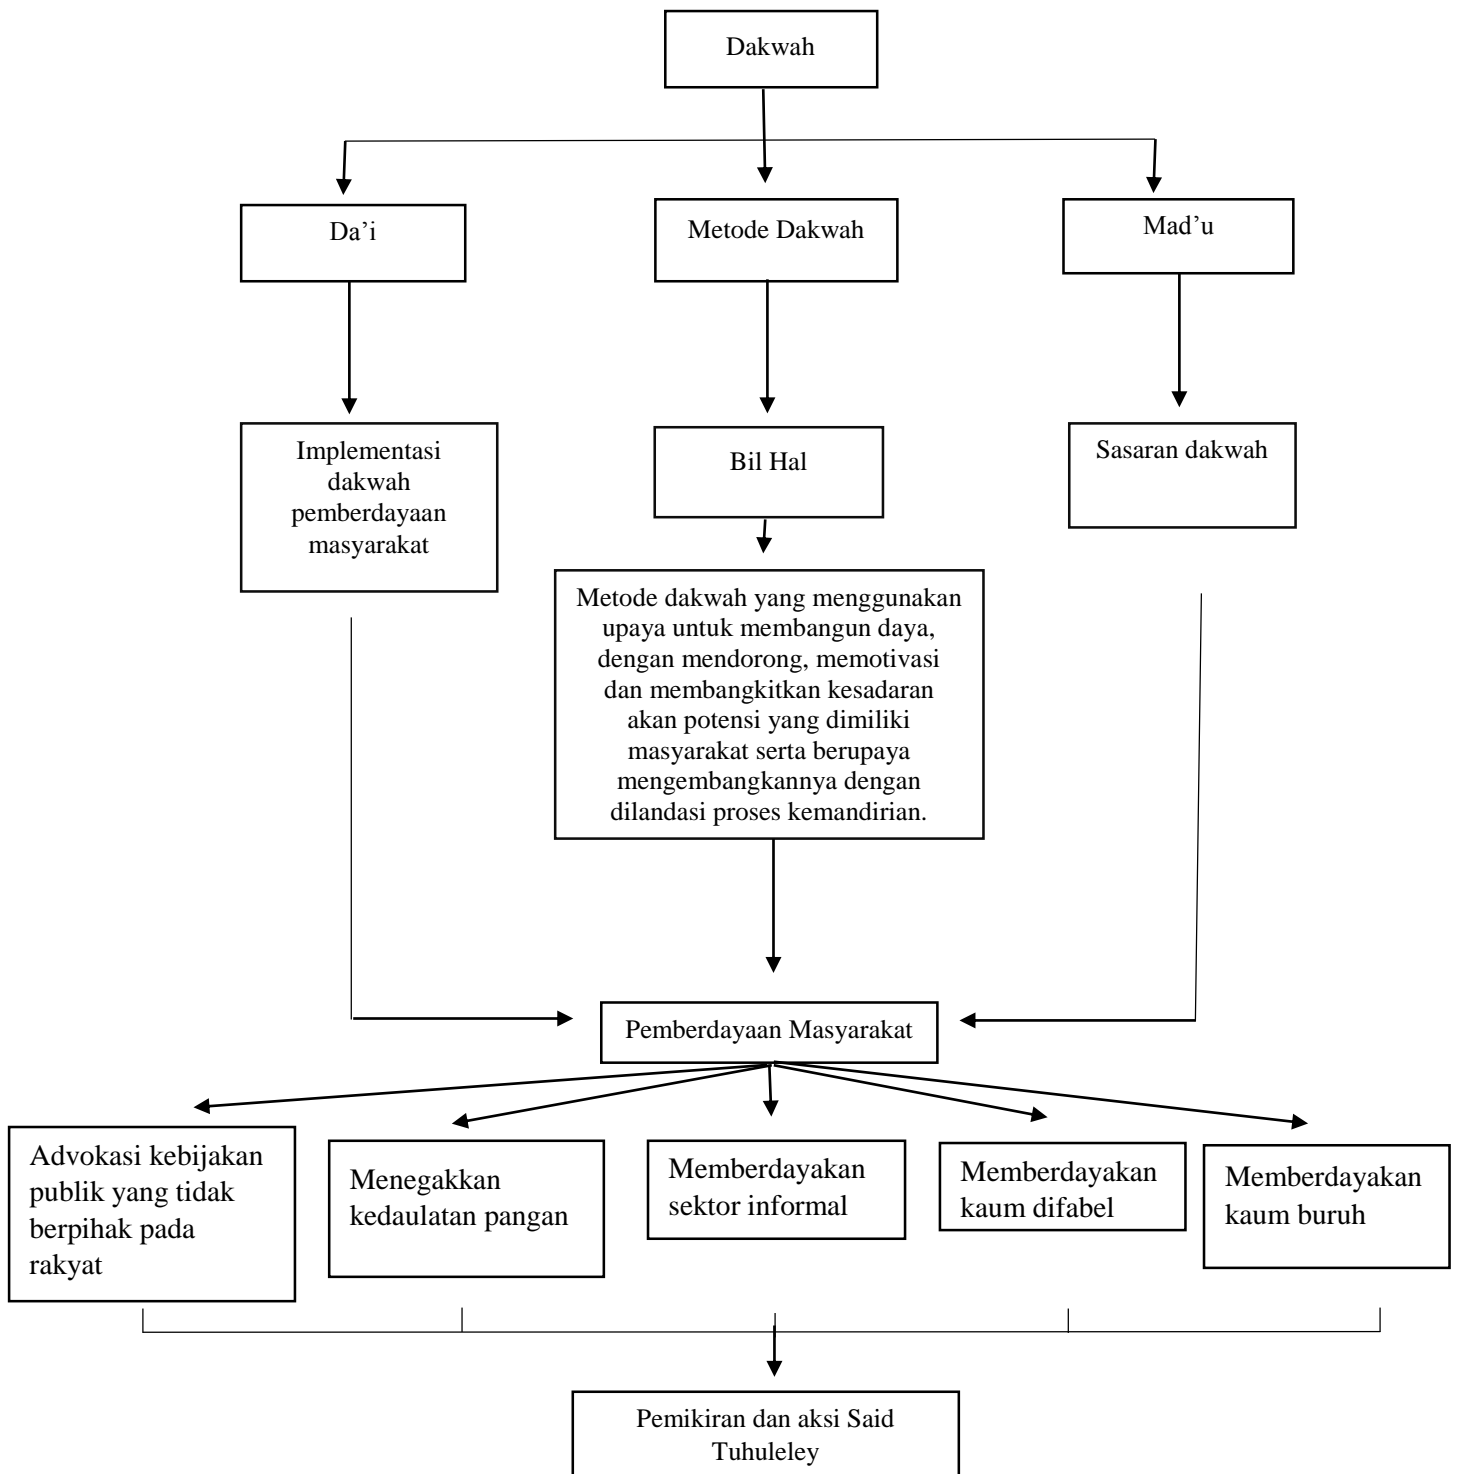 Dakwah
Da’i
Metode Dakwah
Mad’u
Implementasi
dakwah
pemberdayaan
masyarakat
Bil Hal
Sasaran dakwah
Metode dakwah yang menggunakan
upaya untuk membangun daya,
dengan mendorong, memotivasi
dan membangkitkan kesadaran
akan potensi yang dimiliki
masyarakat serta berupaya
mengembangkannya dengan
dilandasi proses kemandirian.
Pemberdayaan Masyarakat
Advokasi kebijakan
publik yang tidak
berpihak pada
rakyat
Menegakkan
kedaulatan pangan
Memberdayakan
sektor informal
Memberdayakan
kaum difabel
Memberdayakan
kaum buruh
Pemikiran dan aksi Said
Tuhuleley